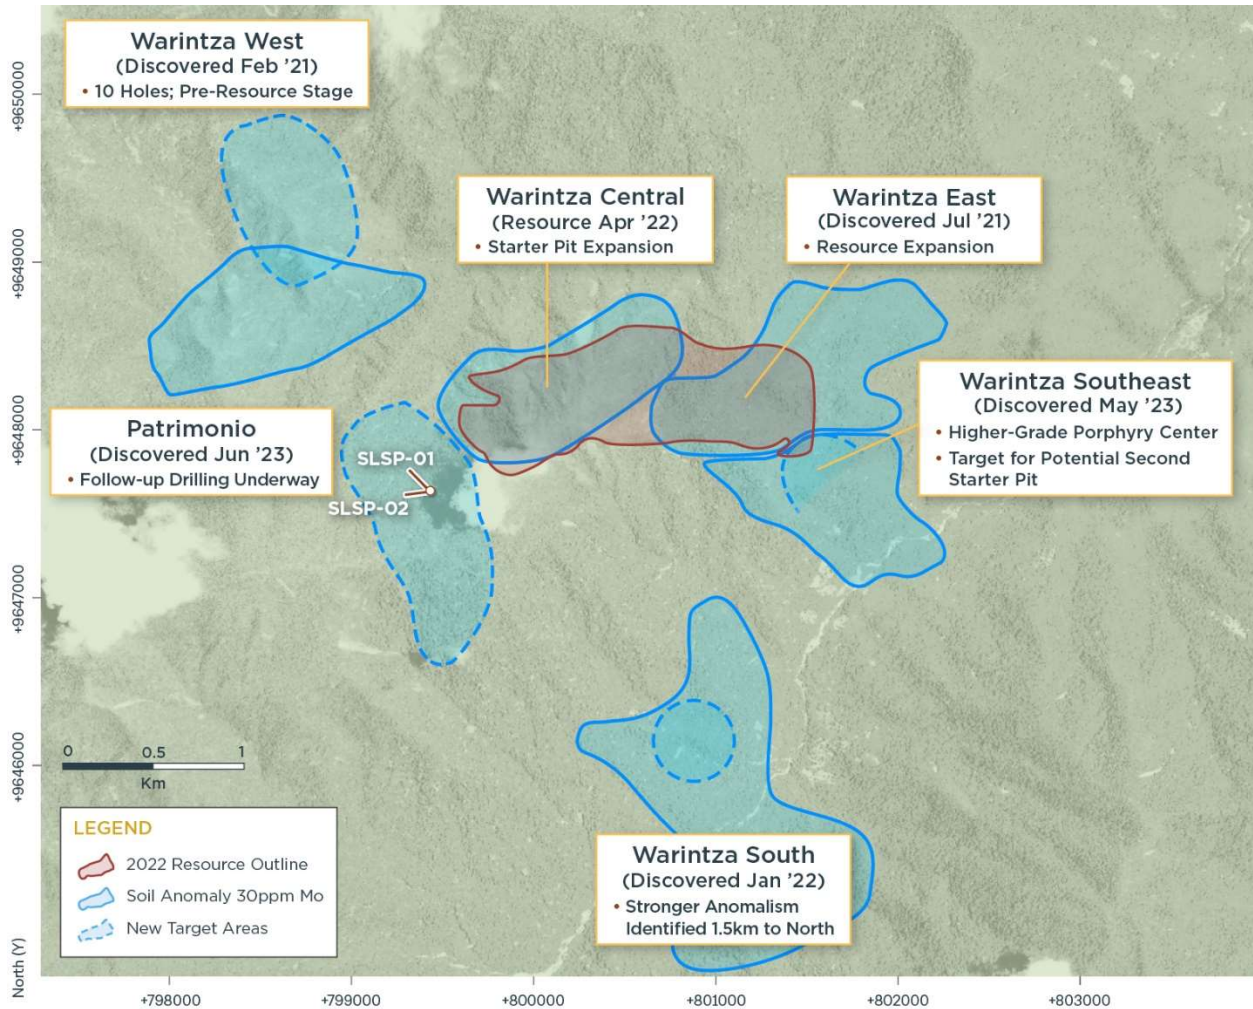 Warintza West
(Discovered Feb ’21)
• 10 Holes; Pre-Resource Stage
Warintza Central
(Resource Apr ’22)
• Starter Pit Expansion
Warintza East
(Discovered Jul ’21)
• Resource Expansion
Warintza Southeast
(Discovered May ’23)
• Higher-Grade Porphyry Center
• Target for Potential Second
Starter Pit
Patrimonio
(Discovered Jun ’23)
• Follow-up Drilling Underway
SLSP-01
SLSP-02
Warintza South
(Discovered Jan ’22)
• Stronger Anomalism
Identified 1.5km to North
0 0.5 1
Km
LEGEND
2022 Resource Outline
Soil Anomaly 30ppm Mo
New Target Areas
+9650000
+9649000
+9648000
+9647000
+9646000
North (Y)
+798000 +799000 +800000 +801000 +802000 +803000